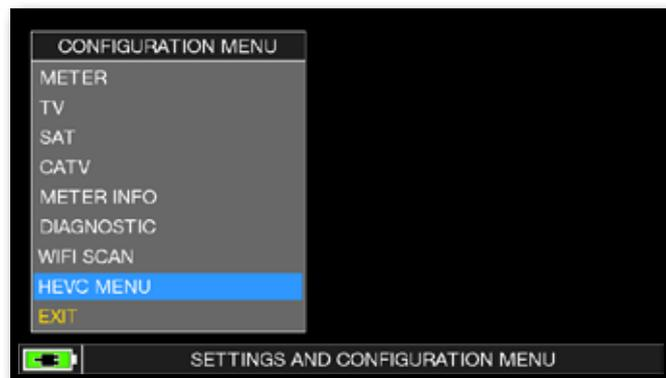 CONFIGURATION MENU
METER
TV
SAT
CATV
METER INFO
DIAGNOSTIC
WIFI SCAN
HEVC MENU
EXIT
SETTINGS AND CONFIGURATION MENU